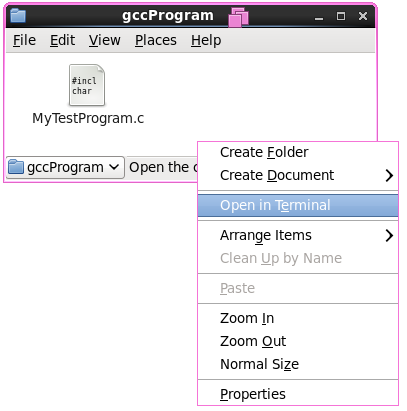 gccProgram
File Edit View Places Help
#incl
char
MyTestProgram.c
gccProgram Open the c
Create Folder
Create Document
Open in Terminal
Arrange Items
Clean Up by Name
Paste
Zoom In
Zoom Out
Normal Size
Properties